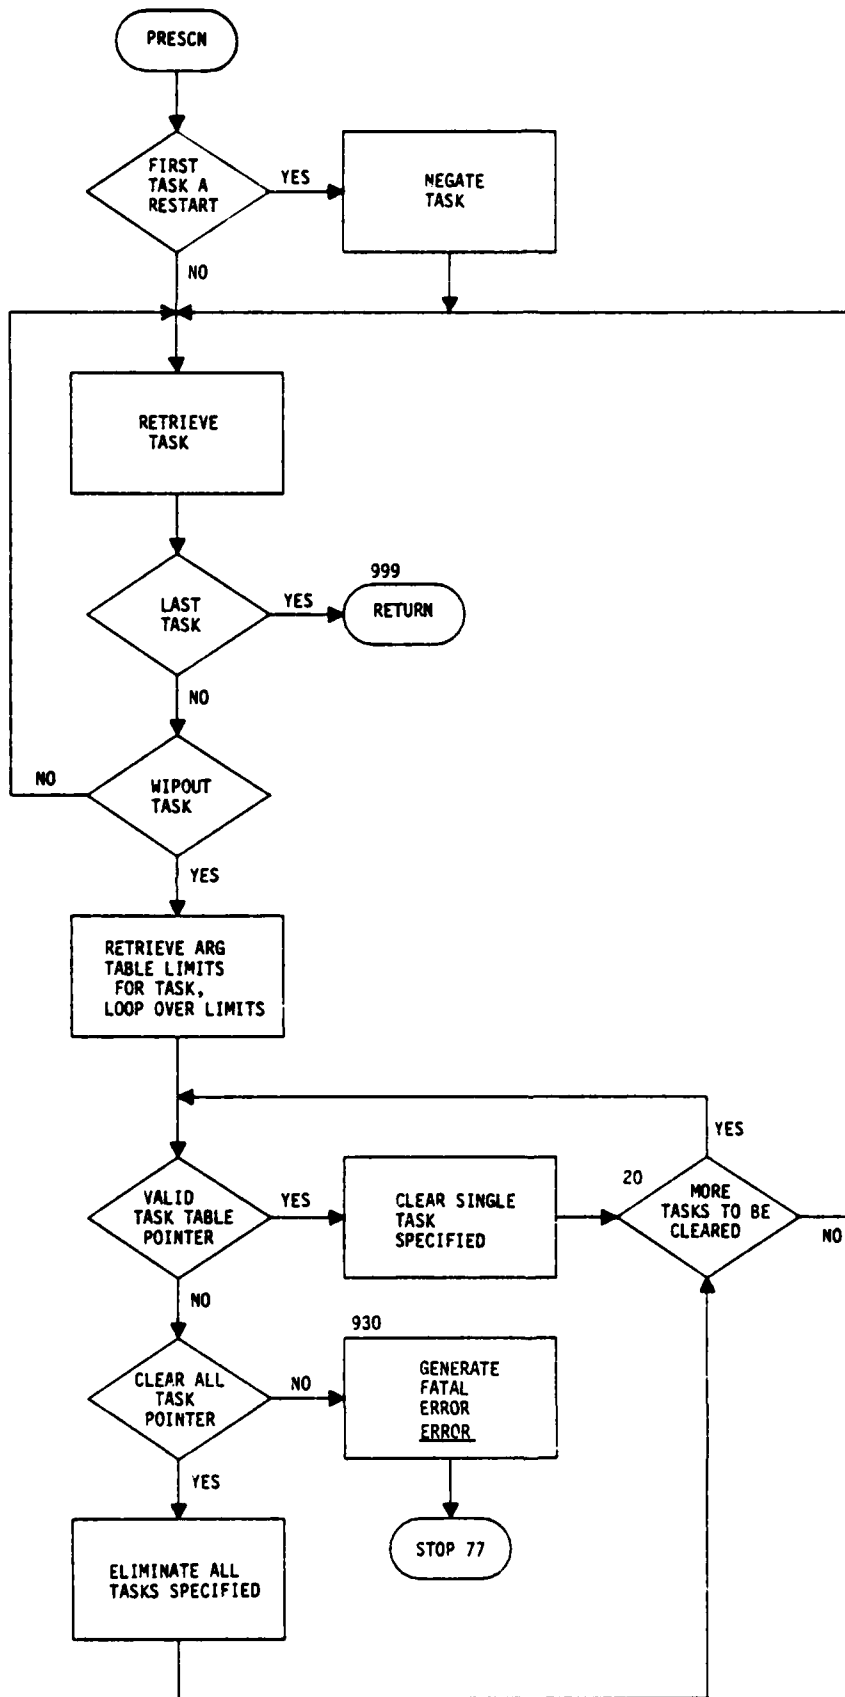 PRESCN
FIRST
TASK A
RESTART
YES
NEGATE
TASK
NO
RETRIEVE
TASK
999
LAST
TASK
YES
RETURN
NO
NO
WIPOUT
TASK
YES
RETRIEVE ARG
TABLE LIMITS
FOR TASK,
LOOP OVER LIMITS
YES
VALID
TASK TABLE
POINTER
YES
CLEAR SINGLE
TASK
SPECIFIED
20
MORE
TASKS TO BE
CLEARED
NO
NO
930
CLEAR ALL
TASK
POINTER
NO
GENERATE
FATAL
ERROR
ERROR
YES
STOP 77
ELIMINATE ALL
TASKS SPECIFIED